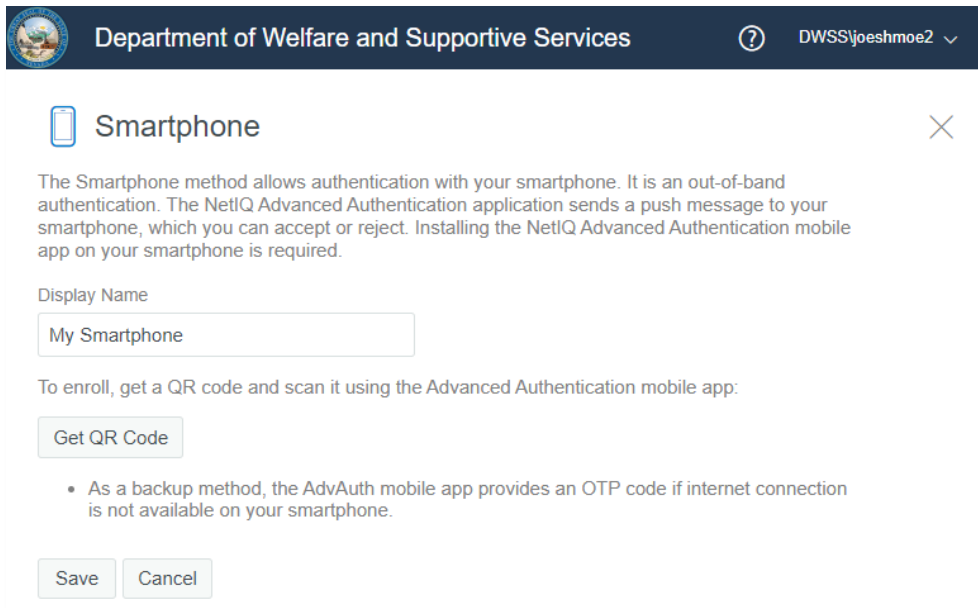 Department of Welfare and Supportive Services
DWSS\joeshmoe2
Smartphone
The Smartphone method allows authentication with your smartphone. It is an out-of-band
authentication. The NetIQ Advanced Authentication application sends a push message to your
smartphone, which you can accept or reject. Installing the NetIQ Advanced Authentication mobile
app on your smartphone is required.
Display Name
My Smartphone
To enroll, get a QR code and scan it using the Advanced Authentication mobile app:
Get QR Code
• As a backup method, the AdvAuth mobile app provides an OTP code if internet connection
is not available on your smartphone.
Save Cancel